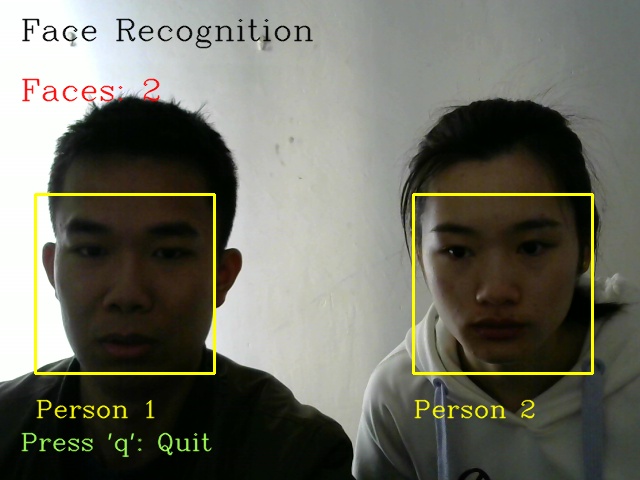 Face Recognition
Faces: 2
Person 1
Person 2
Press 'q': Quit